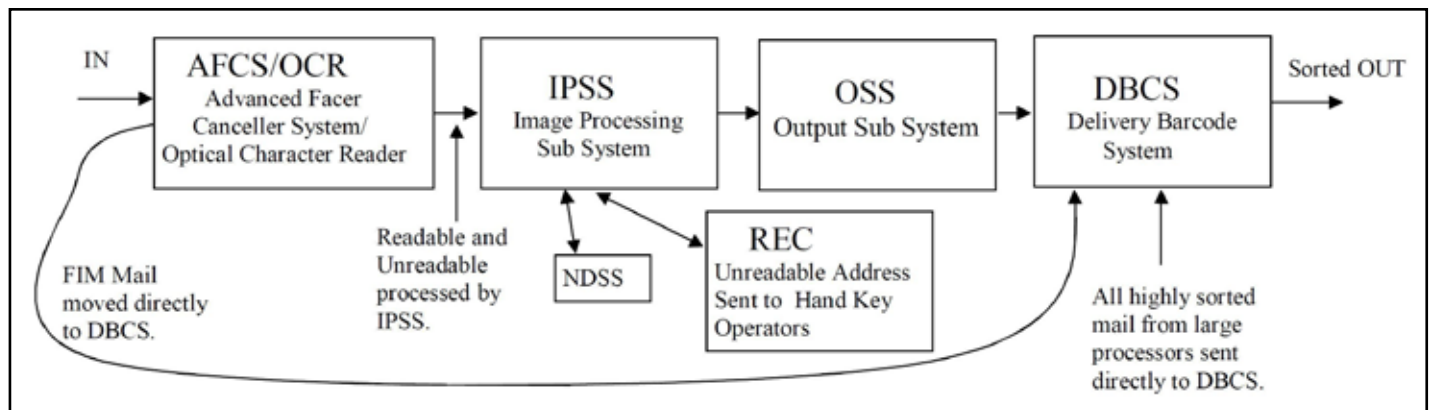 IN
AFCS/OCR
Advanced Facer
Canceller System/
Optical Character Reader
IPSS
Image Processing
Sub System
OSS
Output Sub System
DBCS
Delivery Barcode
System
Sorted OUT
FIM Mail
moved directly
to DBCS.
Readable and
Unreadable
processed by
IPSS.
NDSS
REC
Unreadable Address
Sent to Hand Key
Operators
All highly sorted
mail from large
processors sent
directly to DBCS.